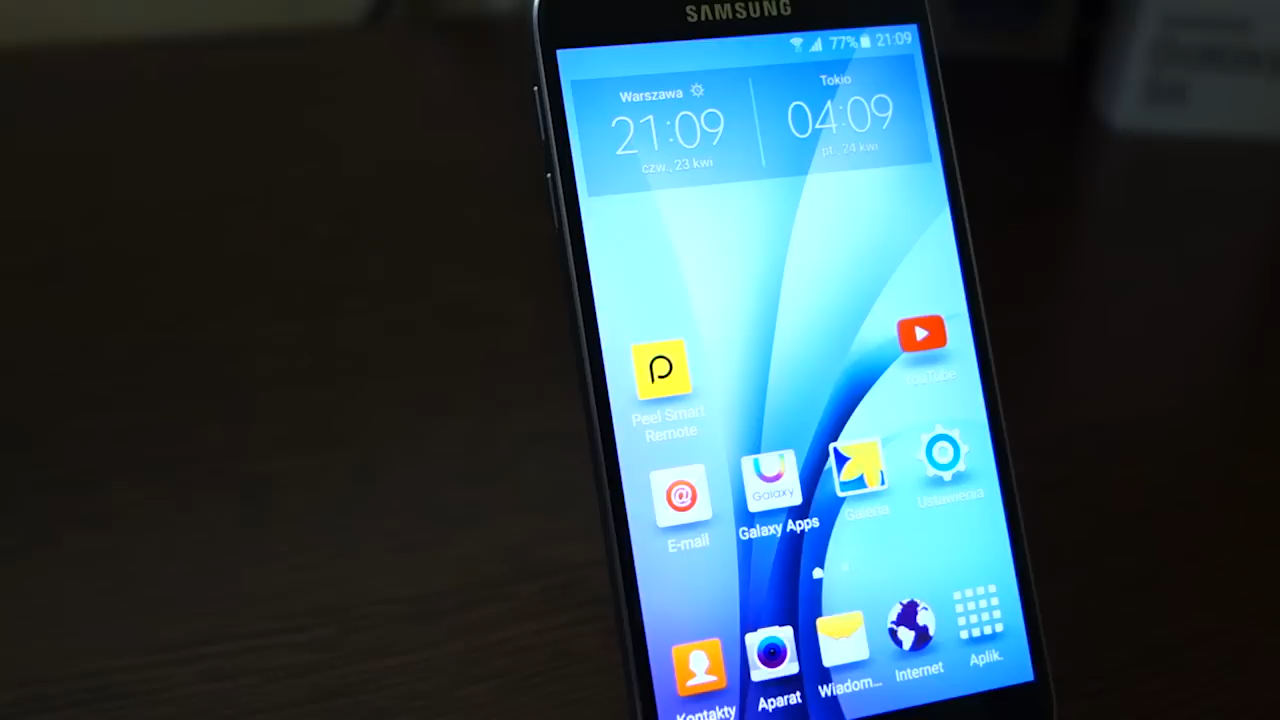 SAMSUNG
77% 21:09
Warszawa
21:09
czw., 23 kwi
Tokio
04:09
pt., 24 kwi
Peel Smart
Remote
YouTube
E-mail
Galaxy
Galaxy Apps
Galeria
Ustawienia
Kontakty
Aparat
Wiadom...
Internet
Aplik.